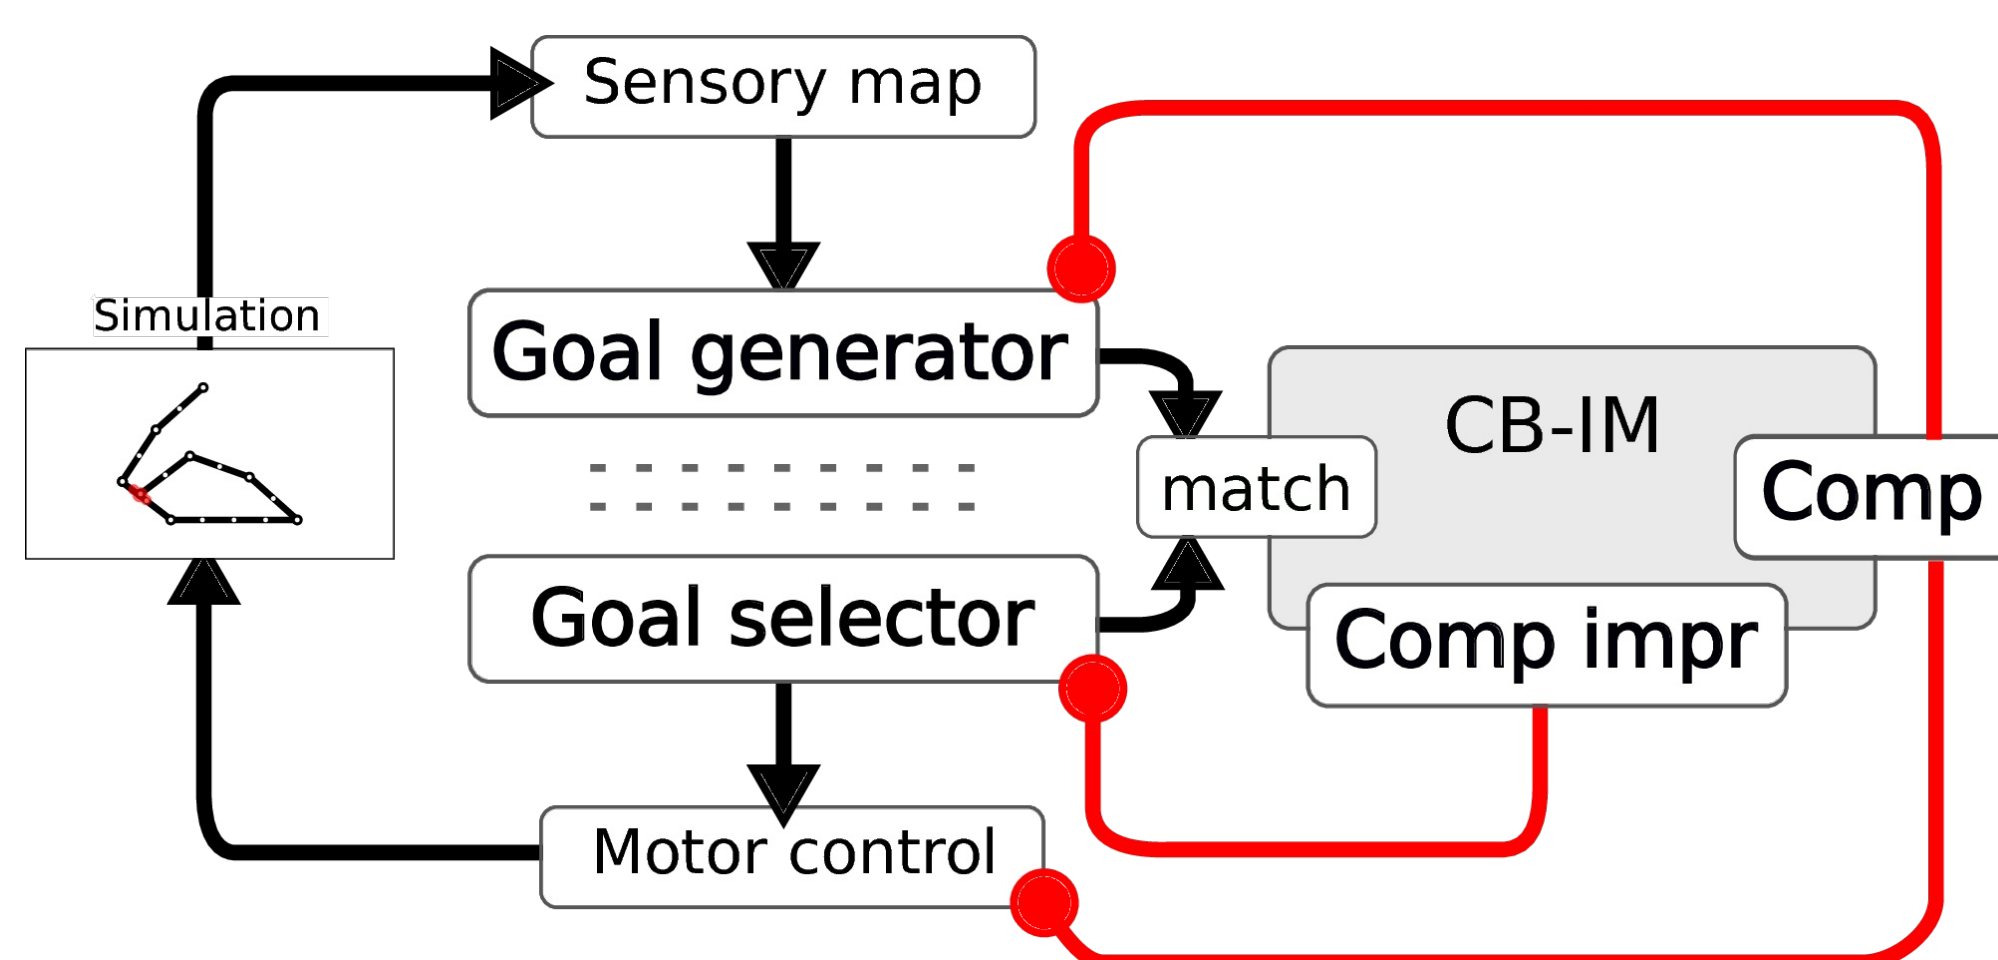 Sensory map
Simulation
Goal generator
CB-IM
match
Comp
Goal selector
Comp impr
Motor control